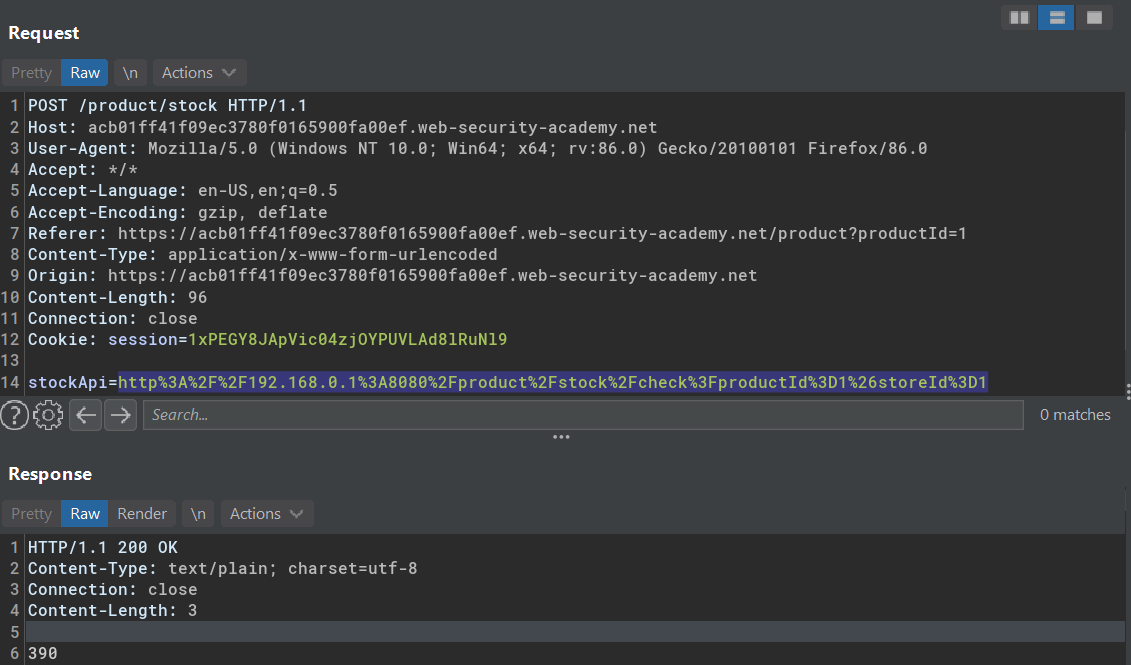 Request
Pretty Raw \n Actions
1 POST /product/stock HTTP/1.1
2 Host: acb01ff41f09ec3780f0165900fa00ef.web-security-academy.net
3 User-Agent: Mozilla/5.0 (Windows NT 10.0; Win64; x64; rv:86.0) Gecko/20100101 Firefox/86.0
4 Accept: */*
5 Accept-Language: en-US,en;q=0.5
6 Accept-Encoding: gzip, deflate
7 Referer: https://acb01ff41f09ec3780f0165900fa00ef.web-security-academy.net/product?productId=1
8 Content-Type: application/x-www-form-urlencoded
9 Origin: https://acb01ff41f09ec3780f0165900fa00ef.web-security-academy.net
10 Content-Length: 96
11 Connection: close
12 Cookie: session=1xPEGY8JApVic04zjOYPUVLAd8lRuNl9
13
14 stockApi=http%3A%2F%2F192.168.0.1%3A8080%2Fproduct%2Fstock%2Fcheck%3FproductId%3D1%26storeId%3D1
? Search... 0 matches
Response
Pretty Raw Render \n Actions
1 HTTP/1.1 200 OK
2 Content-Type: text/plain; charset=utf-8
3 Connection: close
4 Content-Length: 3
5
6 390